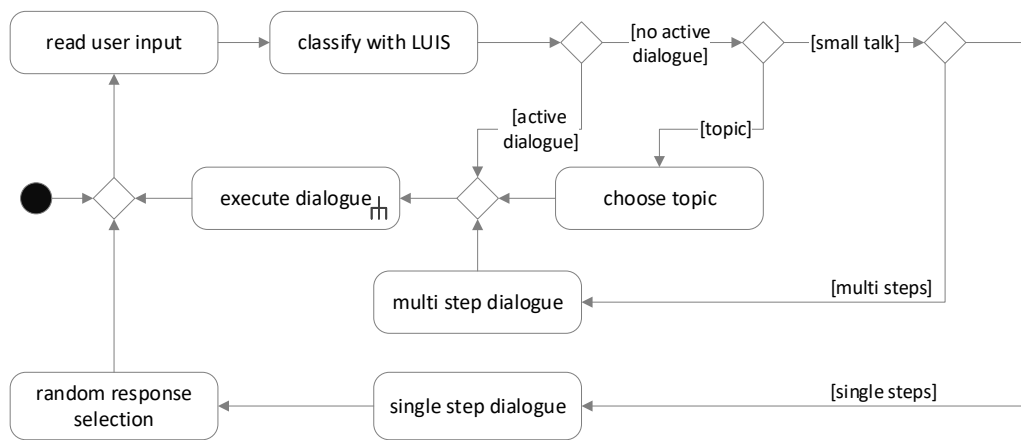 read user input
classify with LUIS
[no active
dialogue]
[small talk]
[active
dialogue]
[topic]
execute dialogue
choose topic
multi step dialogue
[multi steps]
random response
selection
single step dialogue
[single steps]